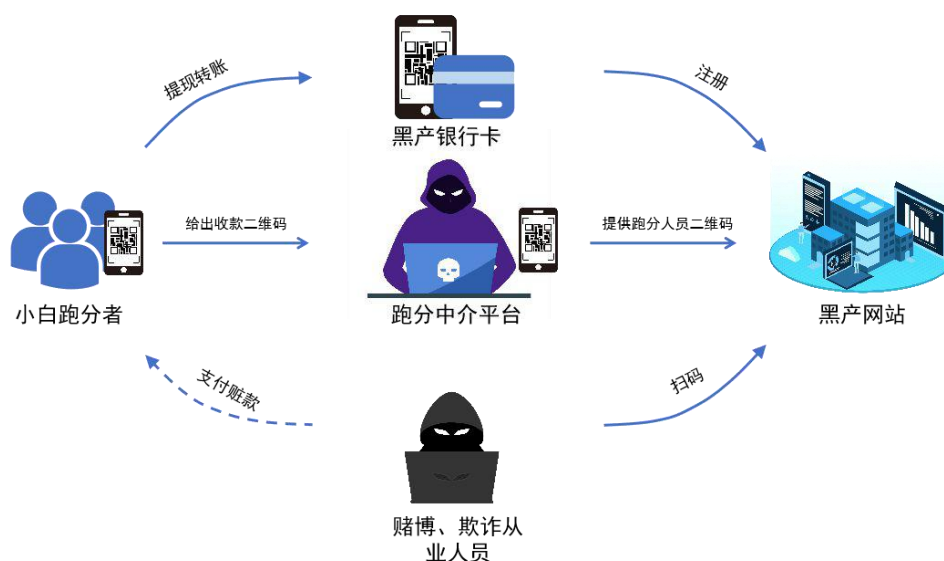 提现转账
注册
黑产银行卡
给出收款二维码
提供跑分人员二维码
小白跑分者
跑分中介平台
黑产网站
支付赃款
扫码
赌博、欺诈从
业人员